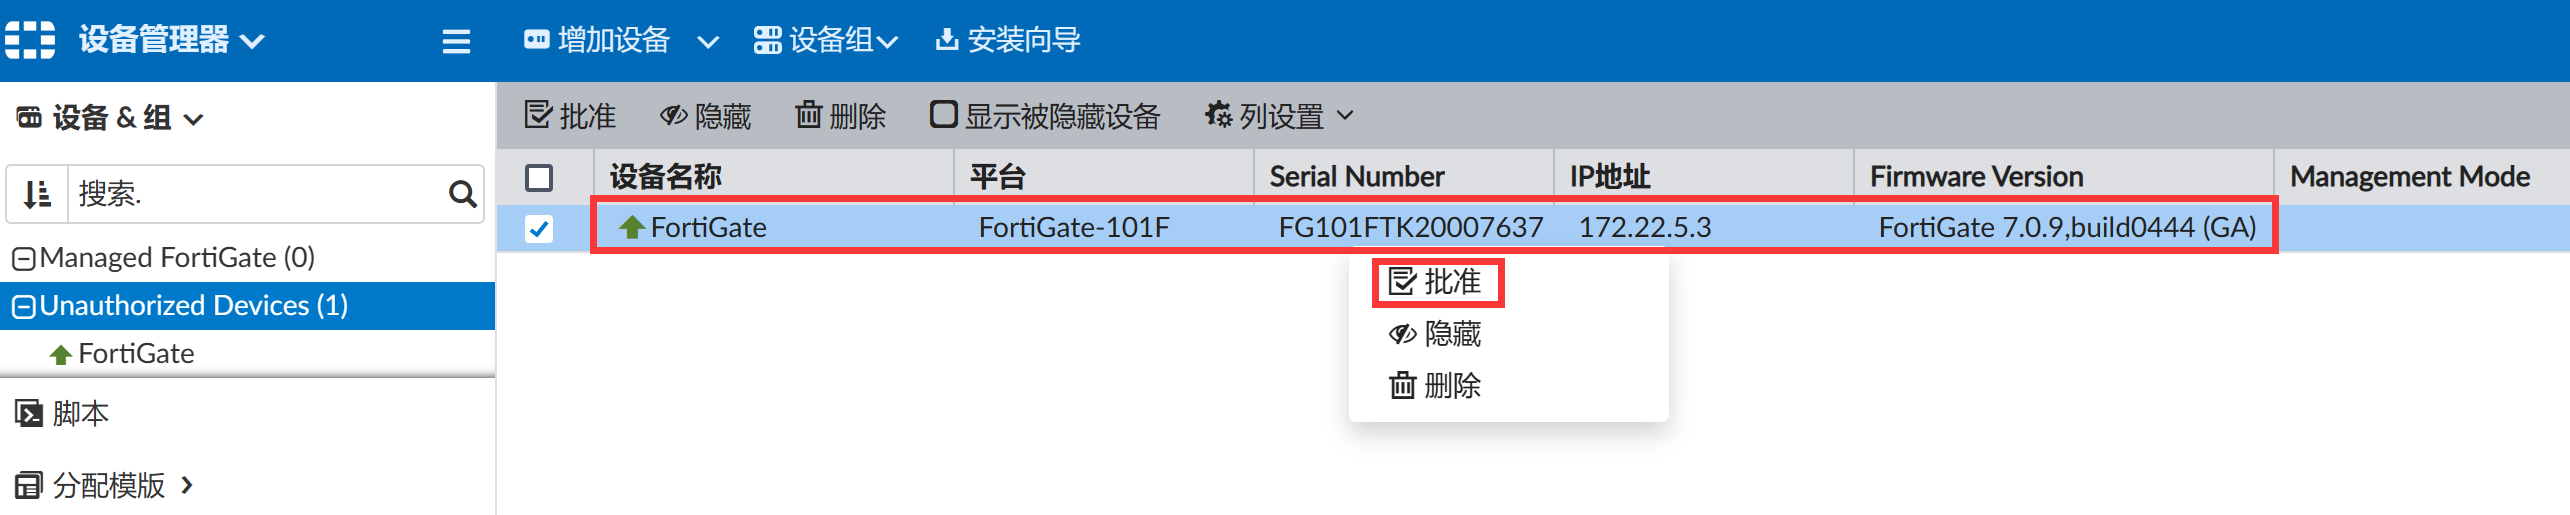 设备管理器
增加设备 设备组 安装向导
设备 & 组
批准 隐藏 删除 显示被隐藏设备 列设置
搜索.
设备名称 平台 Serial Number IP地址 Firmware Version Management Mode
FortiGate FortiGate-101F FG101FTK20007637 172.22.5.3 FortiGate 7.0.9,build0444 (GA)
Managed FortiGate (0)
Unauthorized Devices (1)
FortiGate
脚本
分配模版
批准
隐藏
删除